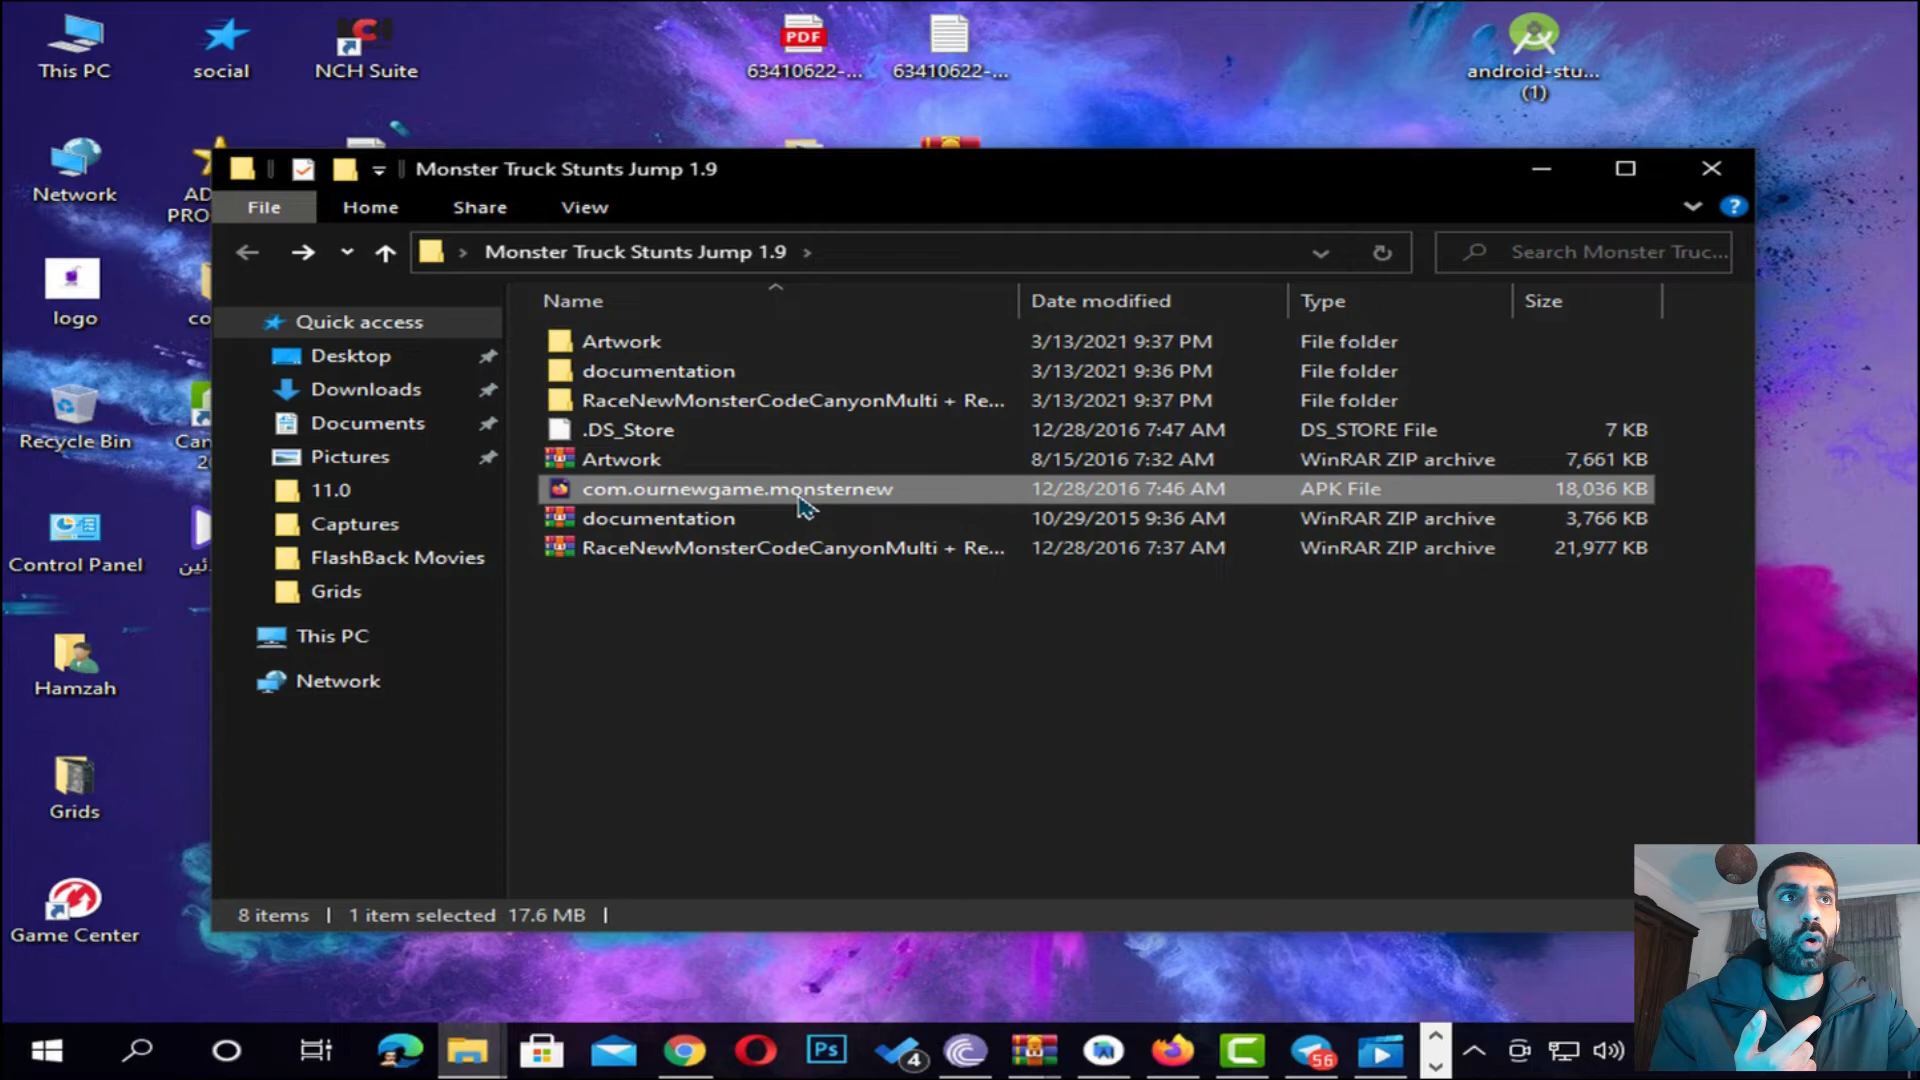 This PC
social
NCH Suite
63410622-...
63410622-...
android-stu...
(1)
Network
AD
PRO
logo
co
Recycle Bin
Can
20
Control Panel
ئين
Hamzah
Grids
Game Center
Monster Truck Stunts Jump 1.9
File
Home
Share
View
?
Monster Truck Stunts Jump 1.9
Search Monster Truc...
Name
Date modified
Type
Size
Quick access
Desktop
Downloads
Documents
Pictures
11.0
Captures
FlashBack Movies
Grids
This PC
Network
Artwork 3/13/2021 9:37 PM File folder
documentation 3/13/2021 9:36 PM File folder
RaceNewMonsterCodeCanyonMulti + Re... 3/13/2021 9:37 PM File folder
.DS_Store 12/28/2016 7:47 AM DS_STORE File 7 KB
Artwork 8/15/2016 7:32 AM WinRAR ZIP archive 7,661 KB
com.ournewgame.monsternew 12/28/2016 7:46 AM APK File 18,036 KB
documentation 10/29/2015 9:36 AM WinRAR ZIP archive 3,766 KB
RaceNewMonsterCodeCanyonMulti + Re... 12/28/2016 7:37 AM WinRAR ZIP archive 21,977 KB
8 items
1 item selected 17.6 MB
PDF
Ps
4
56